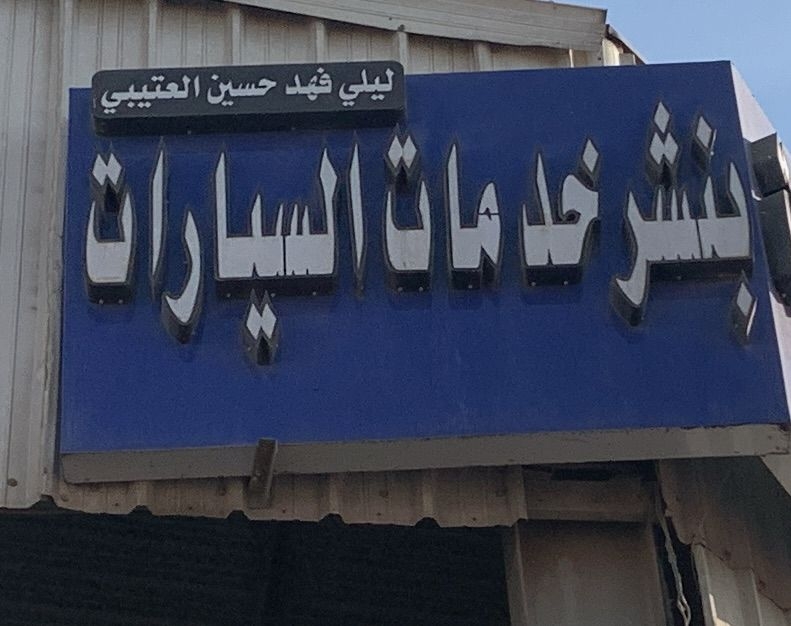 ليلي فهد حسين العتيبي
بنشر خدمات السيارات